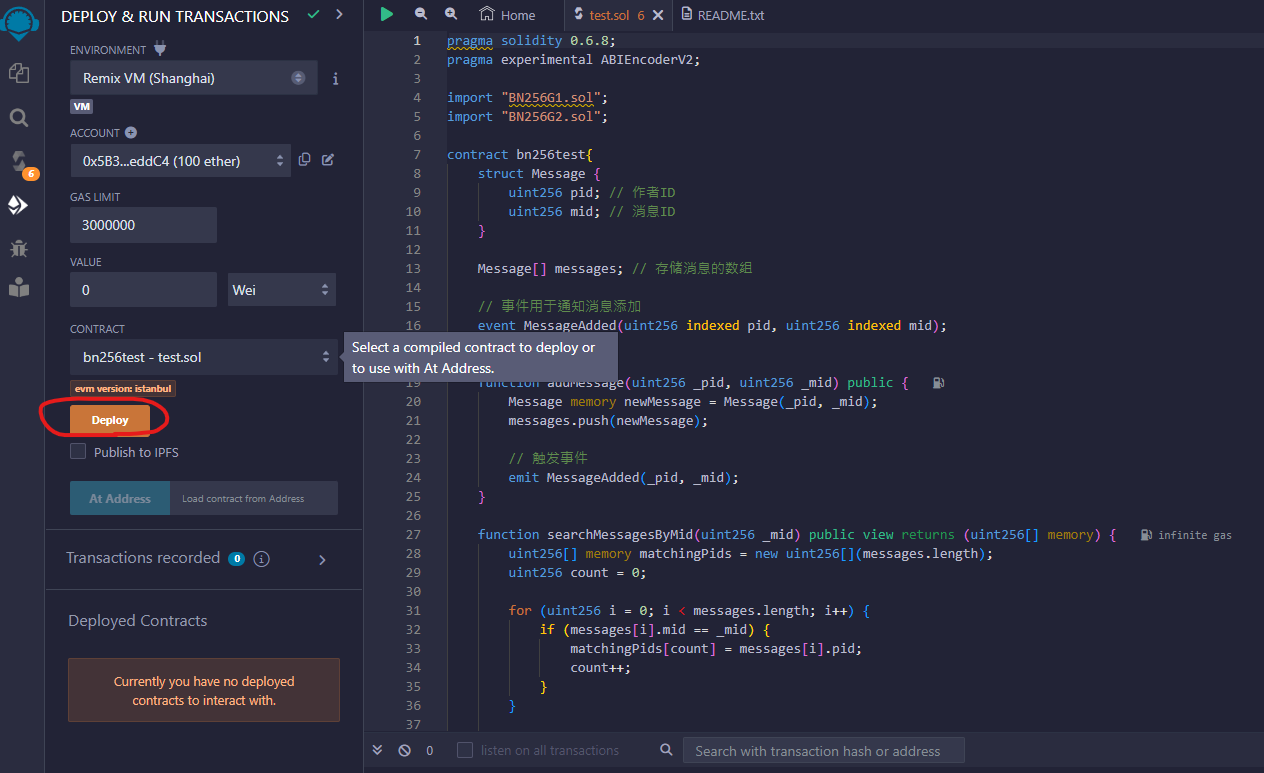 DEPLOY & RUN TRANSACTIONS
ENVIRONMENT
Remix VM (Shanghai)
VM
ACCOUNT
0x5B3...eddC4 (100 ether)
GAS LIMIT
3000000
VALUE
0
Wei
CONTRACT
bn256test - test.sol
Select a compiled contract to deploy or
to use with At Address.
evm version: istanbul
Deploy
Publish to IPFS
At Address
Load contract from Address
Transactions recorded 0
Deployed Contracts
Currently you have no deployed
contracts to interact with.
6
Home
test.sol 6
README.txt
1 pragma solidity 0.6.8;
2 pragma experimental ABIEncoderV2;
3
4 import "BN256G1.sol";
5 import "BN256G2.sol";
6
7 contract bn256test{
8 struct Message {
9 uint256 pid; // 作者ID
10 uint256 mid; // 消息ID
11 }
12
13 Message[] messages; // 存储消息的数组
14
15 // 事件用于通知消息添加
16 event MessageAdded(uint256 indexed pid, uint256 indexed mid);
19 function addMessage(uint256 _pid, uint256 _mid) public {
20 Message memory newMessage = Message(_pid, _mid);
21 messages.push(newMessage);
22
23 // 触发事件
24 emit MessageAdded(_pid, _mid);
25 }
26
27 function searchMessagesByMid(uint256 _mid) public view returns (uint256[] memory) { infinite gas
28 uint256[] memory matchingPids = new uint256[](messages.length);
29 uint256 count = 0;
30
31 for (uint256 i = 0; i < messages.length; i++) {
32 if (messages[i].mid == _mid) {
33 matchingPids[count] = messages[i].pid;
34 count++;
35 }
36 }
37
0
listen on all transactions
Search with transaction hash or address